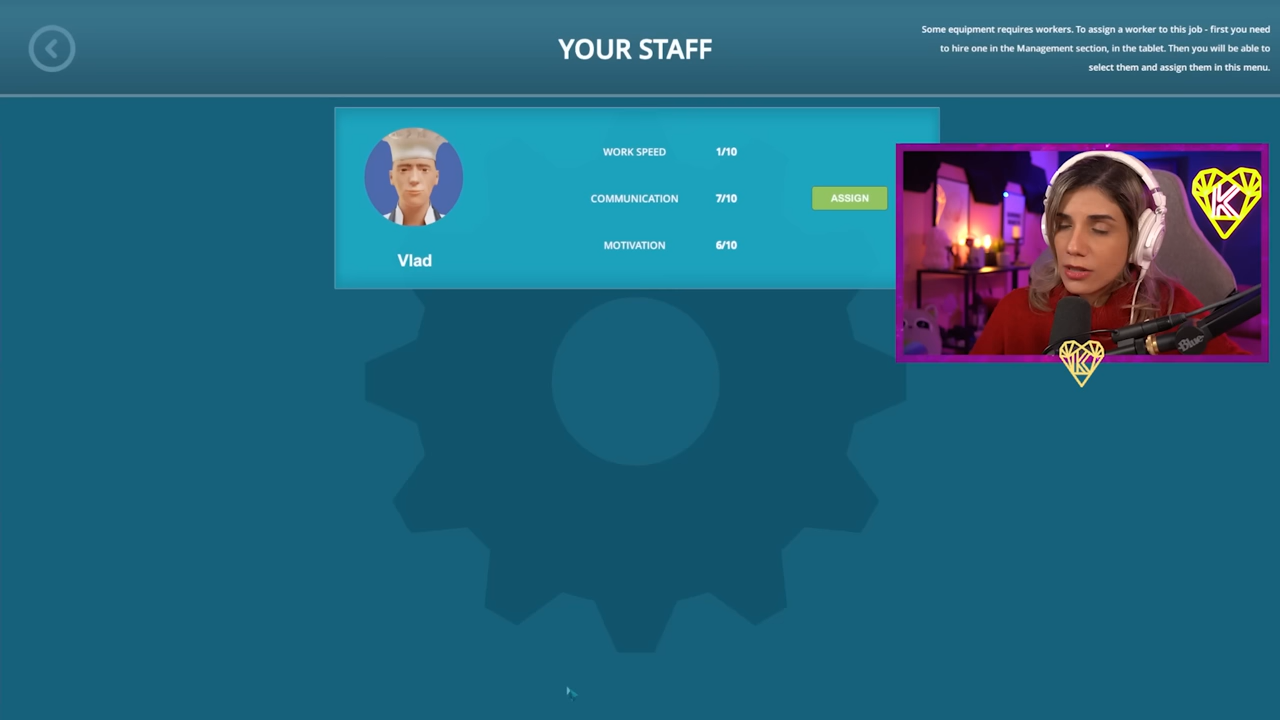 YOUR STAFF
Some equipment requires workers. To assign a worker to this job - first you need
to hire one in the Management section, in the tablet. Then you will be able to
select them and assign them in this menu.
WORK SPEED 1/10
COMMUNICATION 7/10
ASSIGN
MOTIVATION 6/10
Vlad
K
K
Blue